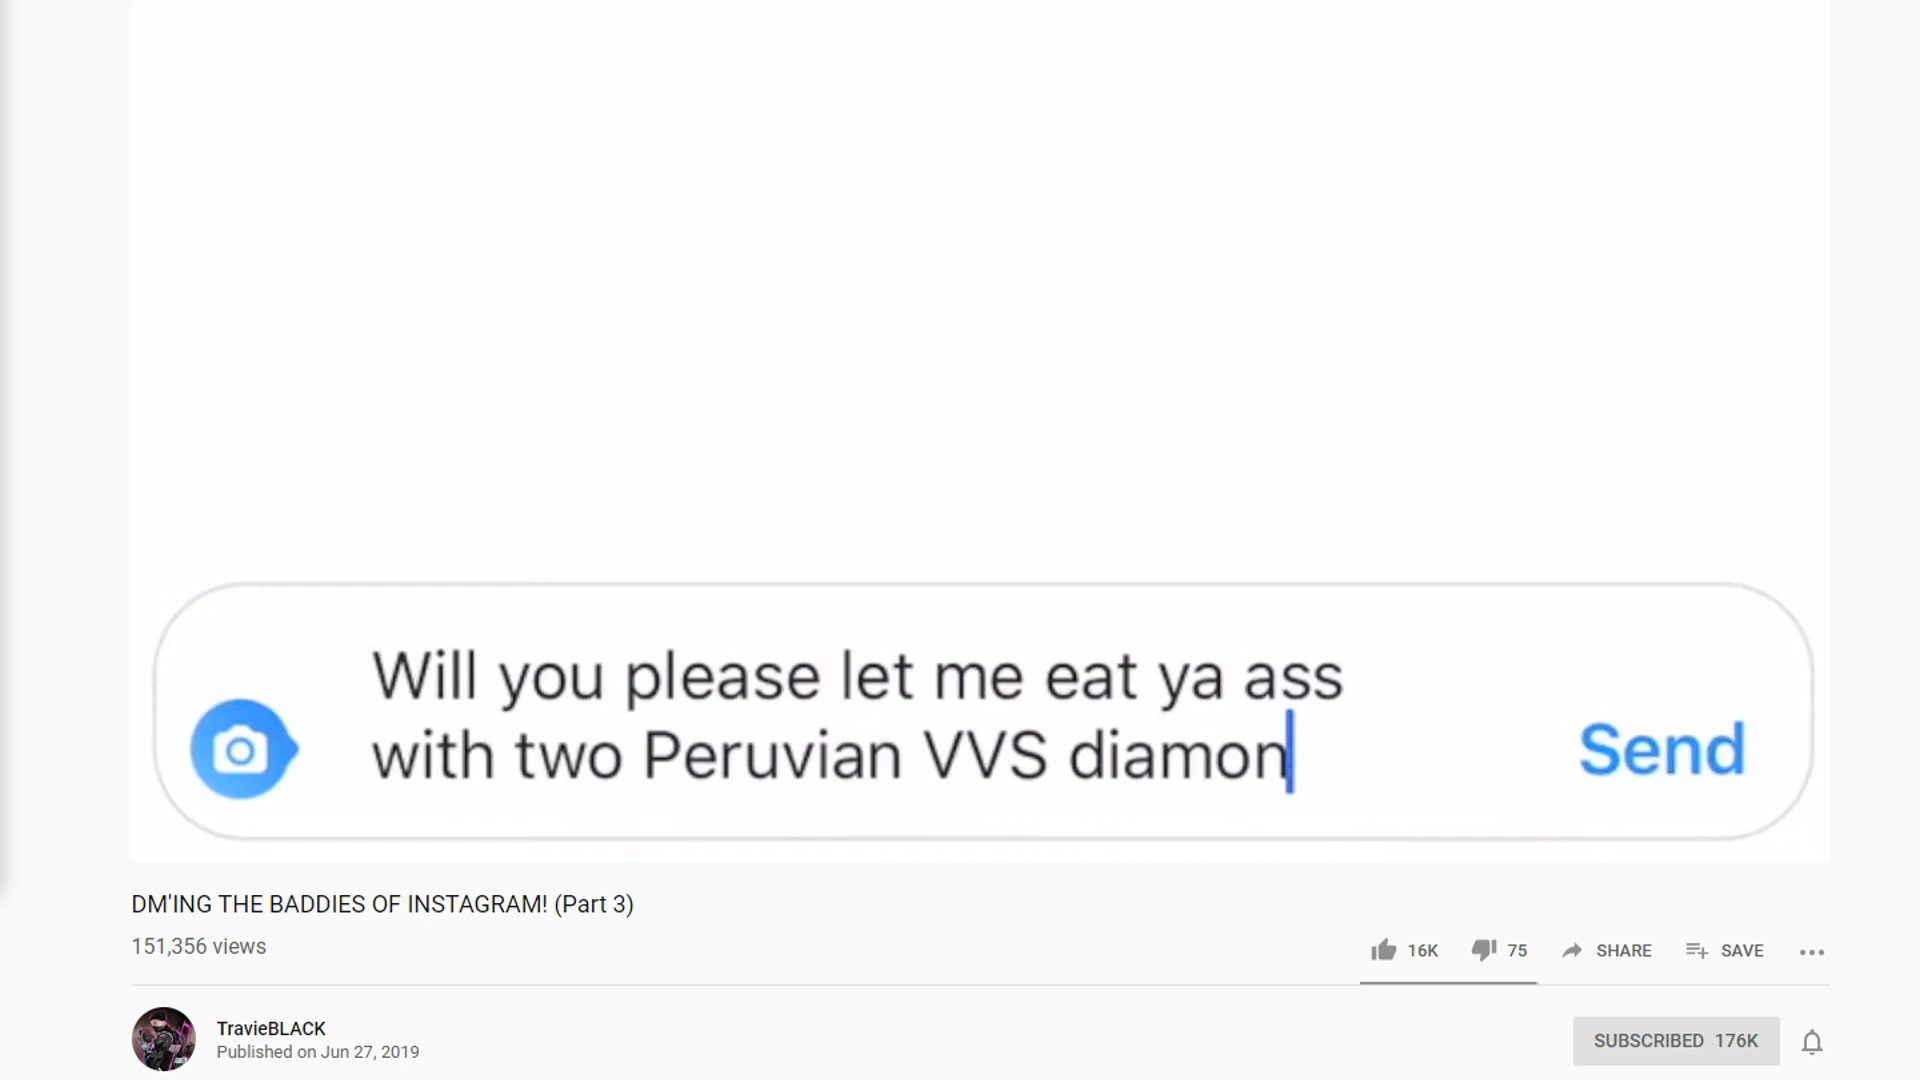 Will you please let me eat ya ass
with two Peruvian VVS diamon
Send
DM'ING THE BADDIES OF INSTAGRAM! (Part 3)
151,356 views
16K
75
SHARE
SAVE
TravieBLACK
Published on Jun 27, 2019
SUBSCRIBED 176K